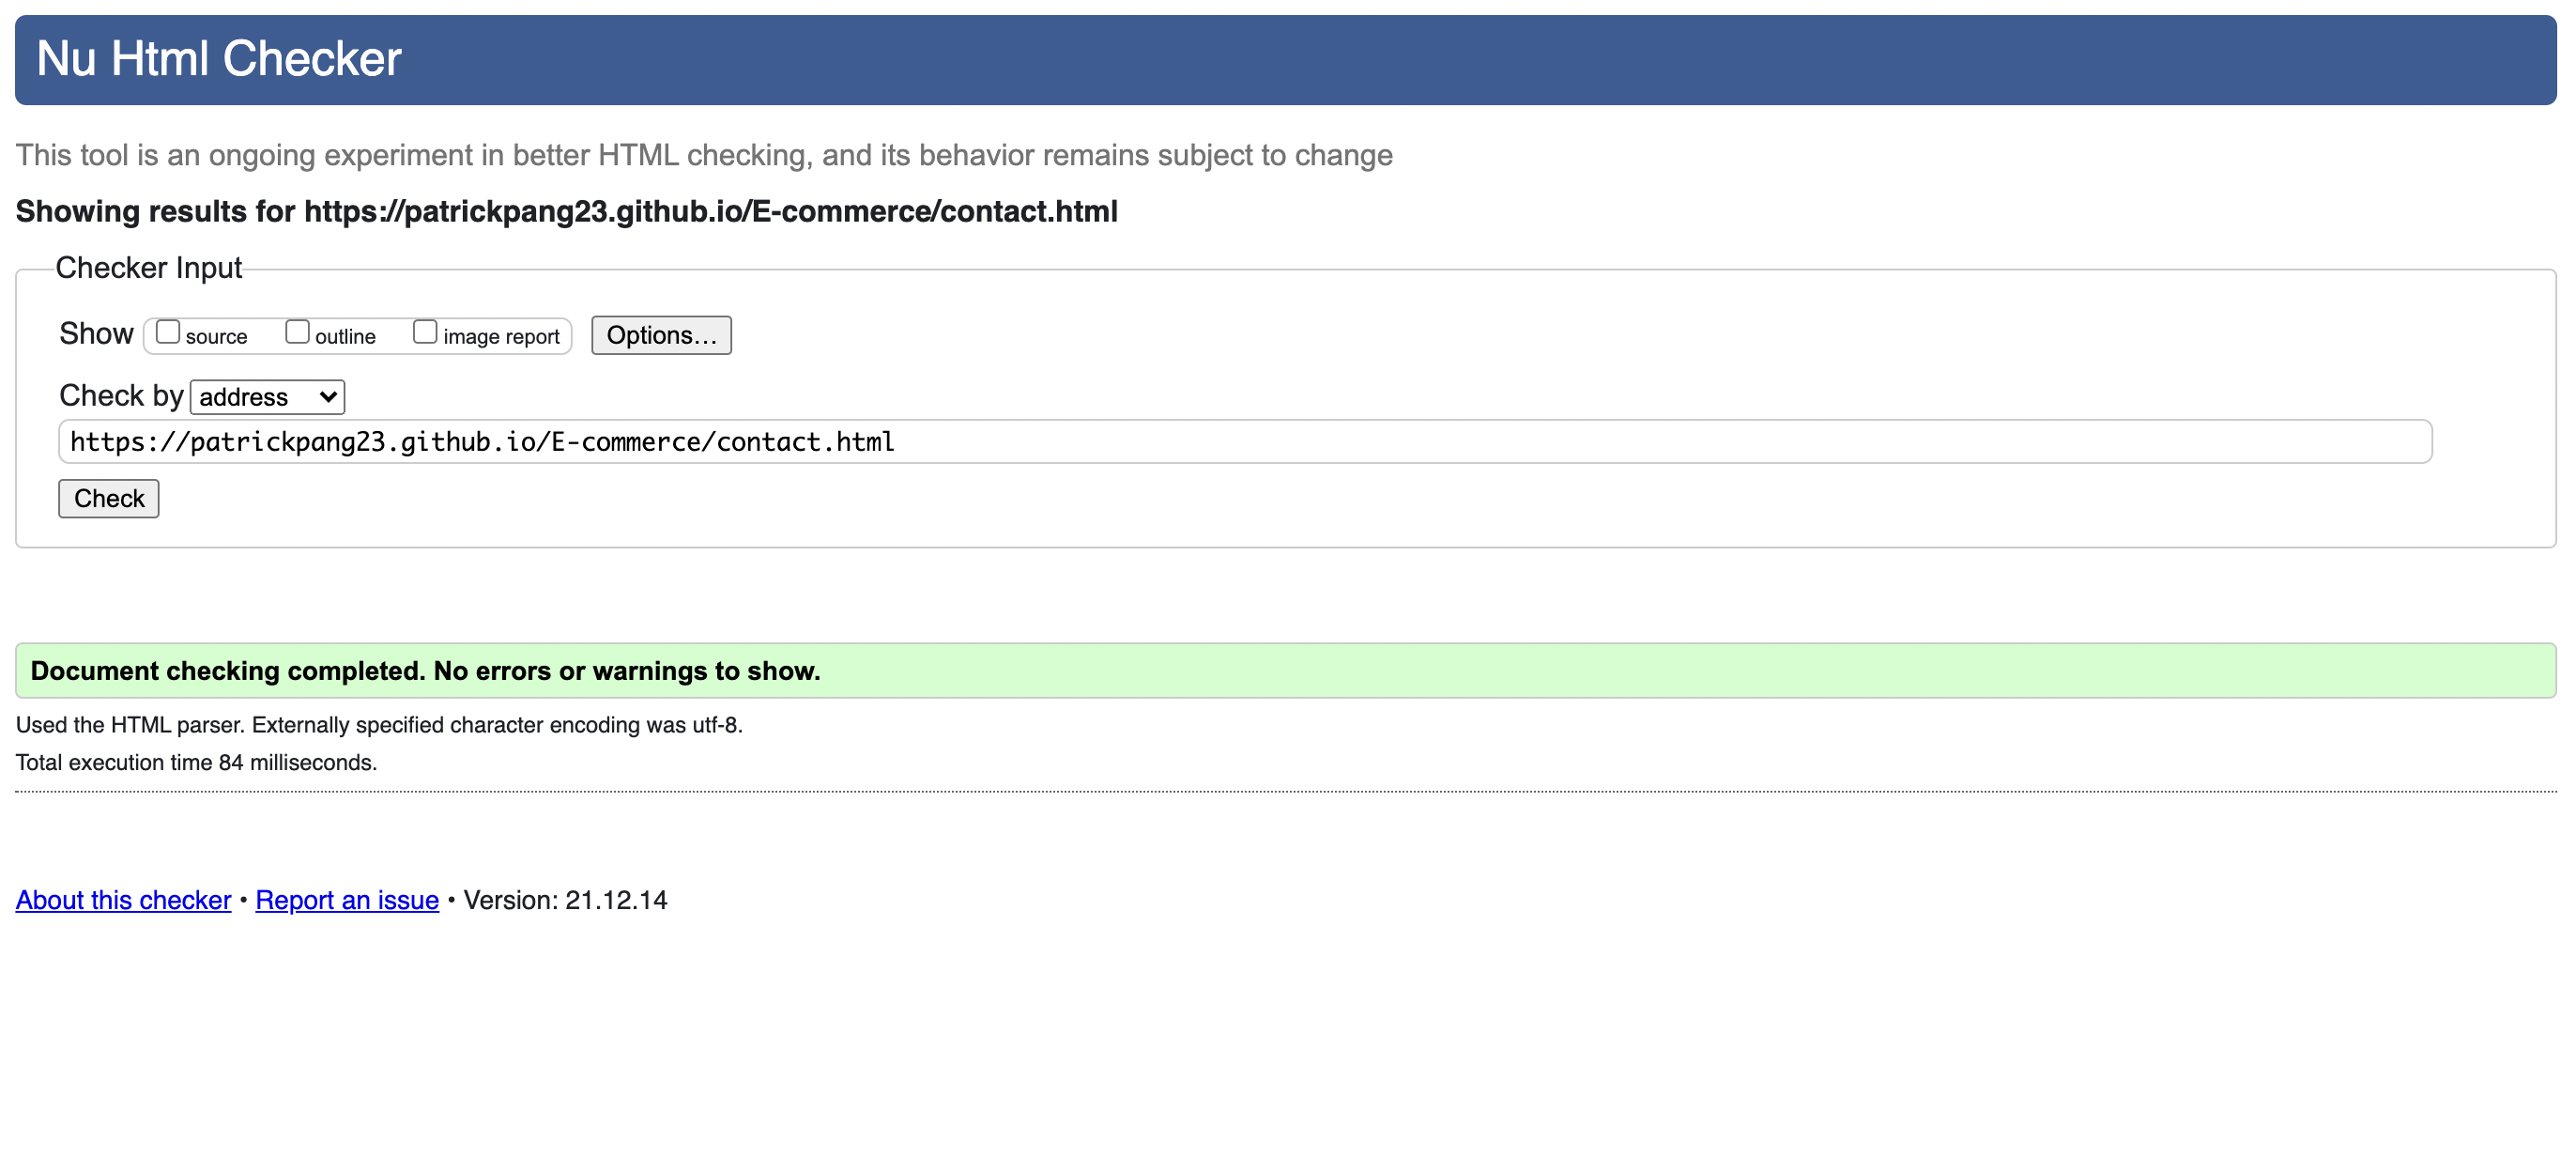 Nu Html Checker
This tool is an ongoing experiment in better HTML checking, and its behavior remains subject to change
Showing results for https://patrickpang23.github.io/E-commerce/contact.html
Checker Input
Show source outline image report Options…
Check by address
https://patrickpang23.github.io/E-commerce/contact.html
Check
Document checking completed. No errors or warnings to show.
Used the HTML parser. Externally specified character encoding was utf-8.
Total execution time 84 milliseconds.
About this checker • Report an issue • Version: 21.12.14